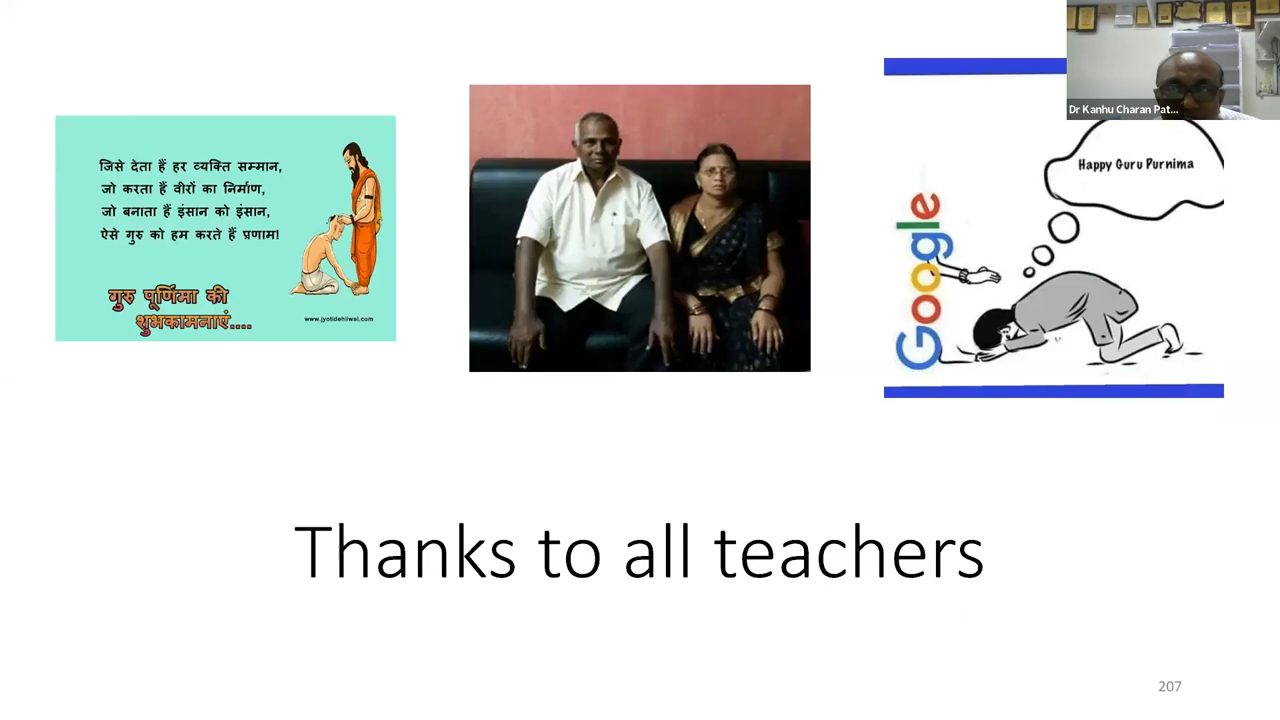 जिसे देता हैं हर व्यक्ति सम्मान,
जो करता हैं वीरों का निर्माण,
जो बनाता हैं इंसान को इंसान,
ऐसे गुरु को हम करते हैं प्रणाम!
गुरु पूर्णिमा की
शुभकामनाएं....
www.jyotidehliwal.com
Google
Happy Guru Purnima
Dr Kanhu Charan Pat...
Thanks to all teachers
207